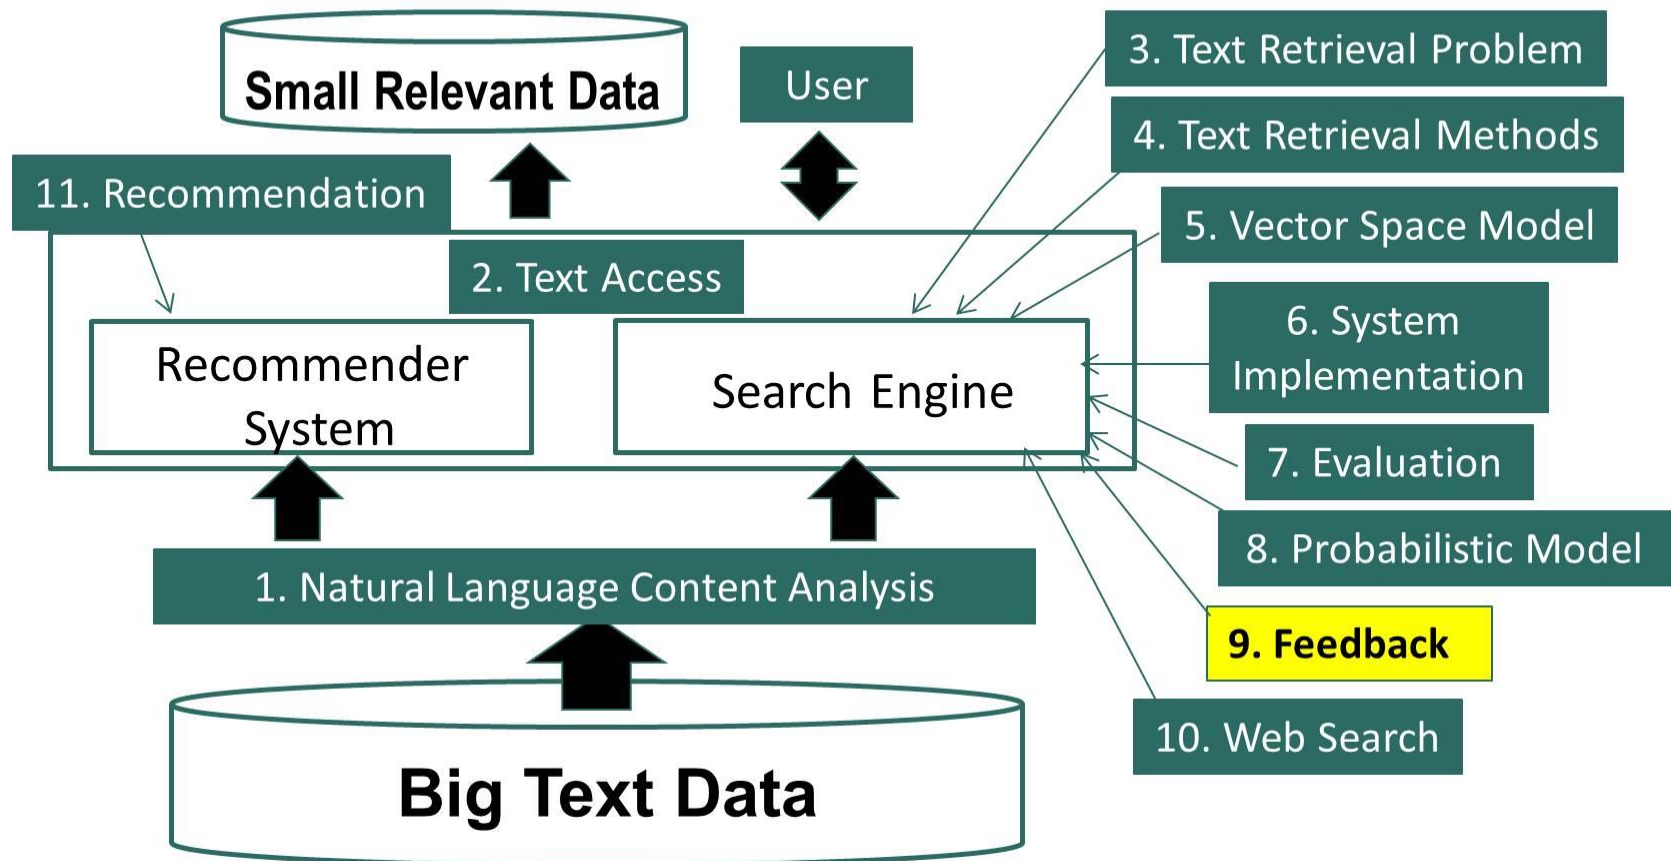 Small Relevant Data
User
3. Text Retrieval Problem
4. Text Retrieval Methods
11. Recommendation
5. Vector Space Model
2. Text Access
6. System
Implementation
Recommender
System
Search Engine
7. Evaluation
8. Probabilistic Model
1. Natural Language Content Analysis
9. Feedback
10. Web Search
Big Text Data